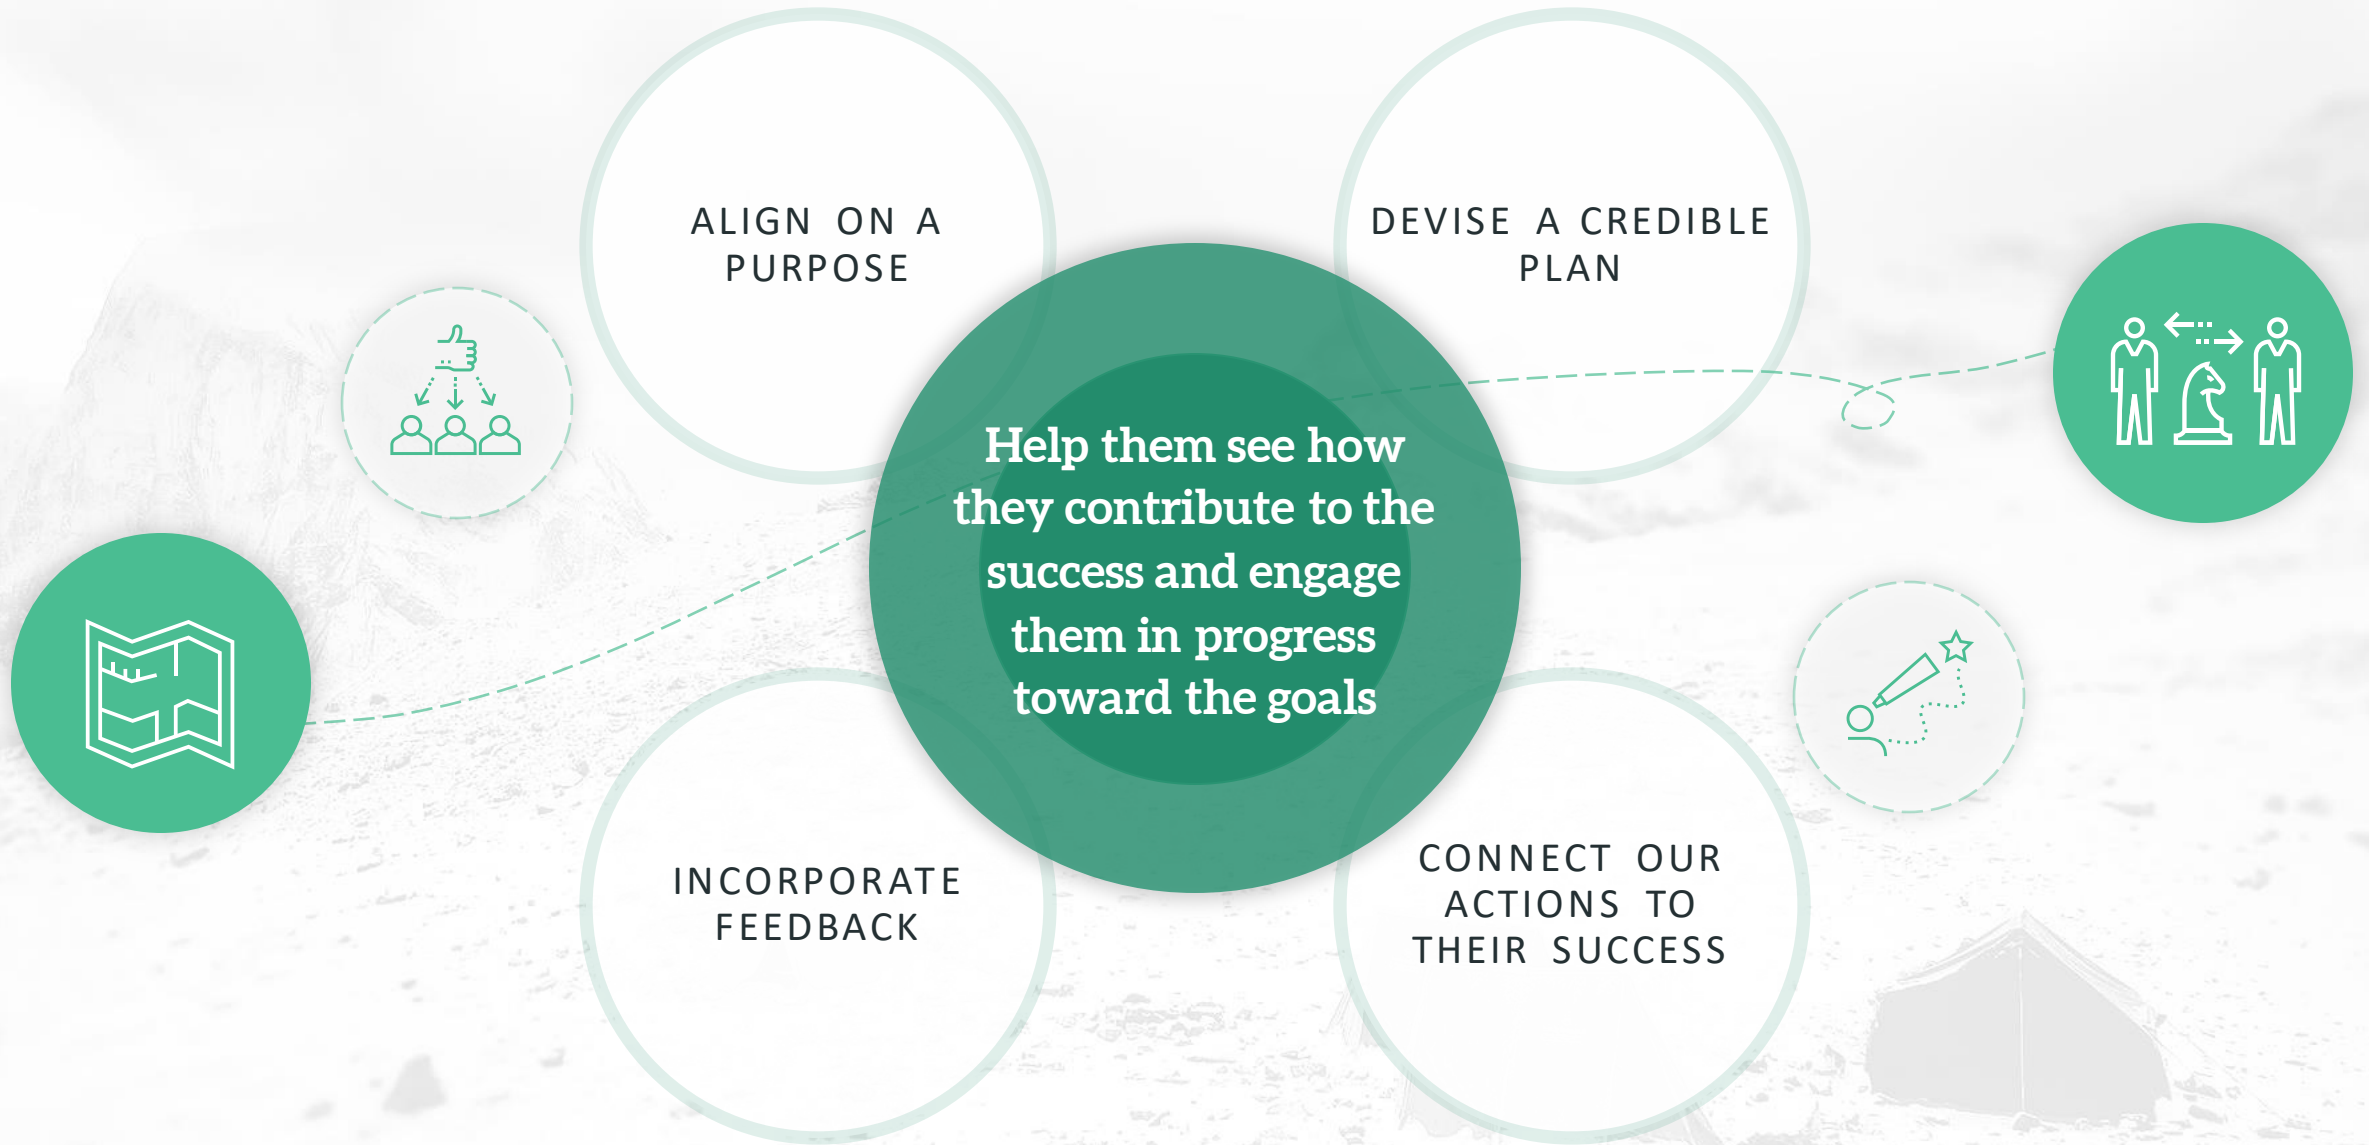 ALIGN ON A
PURPOSE
DEVISE A CREDIBLE
PLAN
Help them see how
they contribute to the
success and engage
them in progress
toward the goals
INCORPORATE
FEEDBACK
CONNECT OUR
ACTIONS TO
THEIR SUCCESS